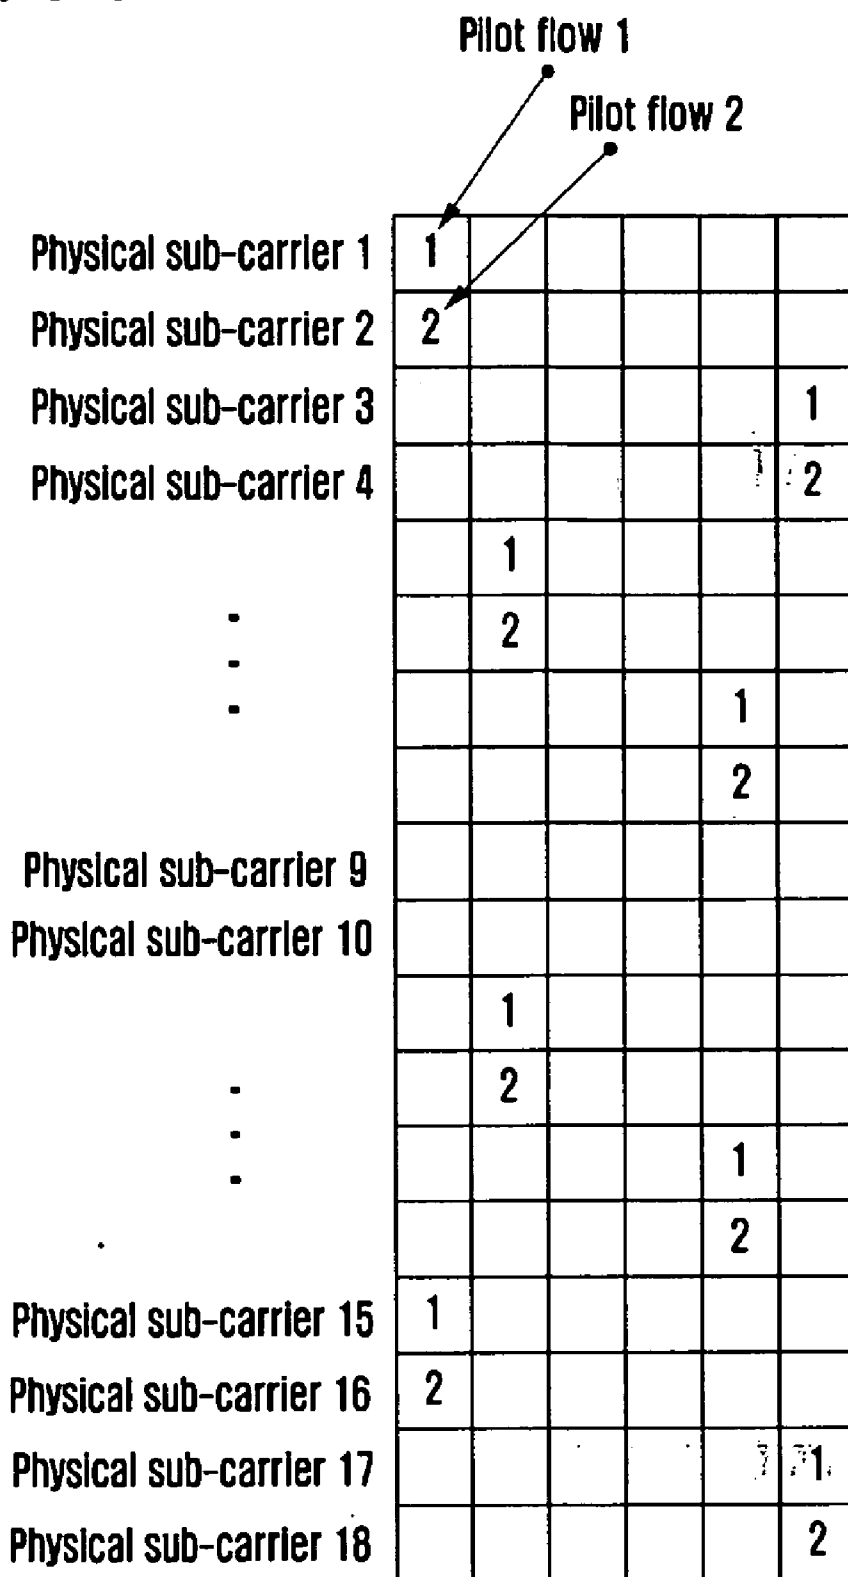 Pilot flow 1
Pilot flow 2
Physical sub-carrier 1 1
Physical sub-carrier 2 2
Physical sub-carrier 3 1
Physical sub-carrier 4 2
1
2
1
2
Physical sub-carrier 9
Physical sub-carrier 10
1
2
1
2
Physical sub-carrier 15 1
Physical sub-carrier 16 2
Physical sub-carrier 17 1
Physical sub-carrier 18 2